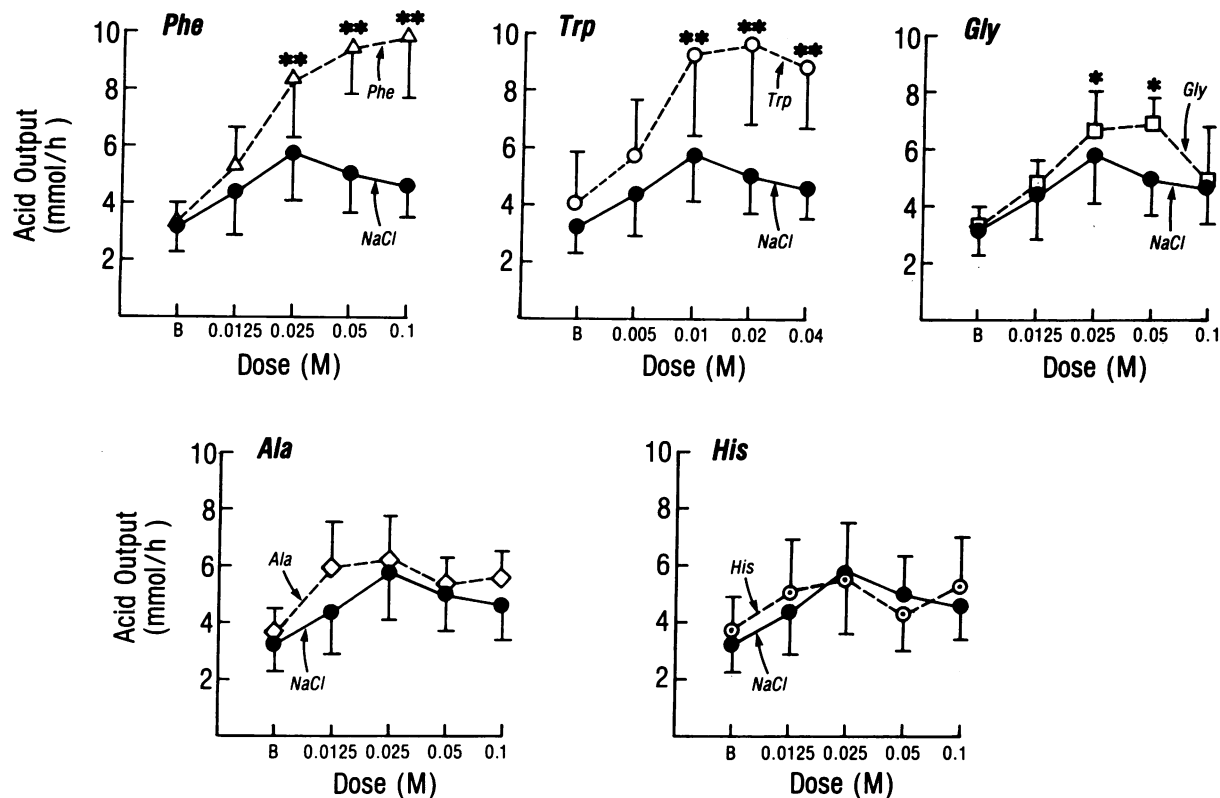 Phe
**
**
**
10
8
6
4
2
Acid Output
(mmol/h)
Phe
NaCl
B 0.0125 0.025 0.05 0.1
Dose (M)
Trp
**
**
**
10
8
6
4
2
Trp
NaCl
B 0.005 0.01 0.02 0.04
Dose (M)
Gly
*
*
10
8
6
4
2
Gly
NaCl
B 0.0125 0.025 0.05 0.1
Dose (M)
Ala
10
8
6
4
2
Acid Output
(mmol/h)
Ala
NaCl
B 0.0125 0.025 0.05 0.1
Dose (M)
His
10
8
6
4
2
His
NaCl
B 0.0125 0.025 0.05 0.1
Dose (M)